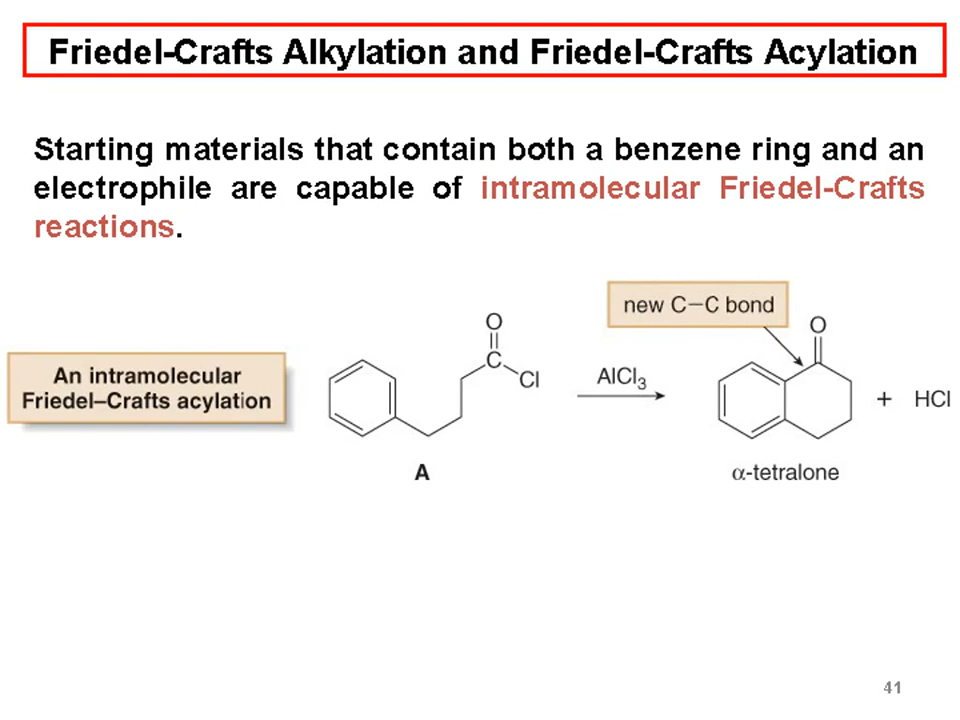 Friedel-Crafts Alkylation and Friedel-Crafts Acylation
Starting materials that contain both a benzene ring and an
electrophile are capable of intramolecular Friedel-Crafts
reactions.
new C−C bond
An intramolecular
Friedel–Crafts acylation
O
C
Cl
AlCl₃
O
+ HCl
A
α-tetralone
41